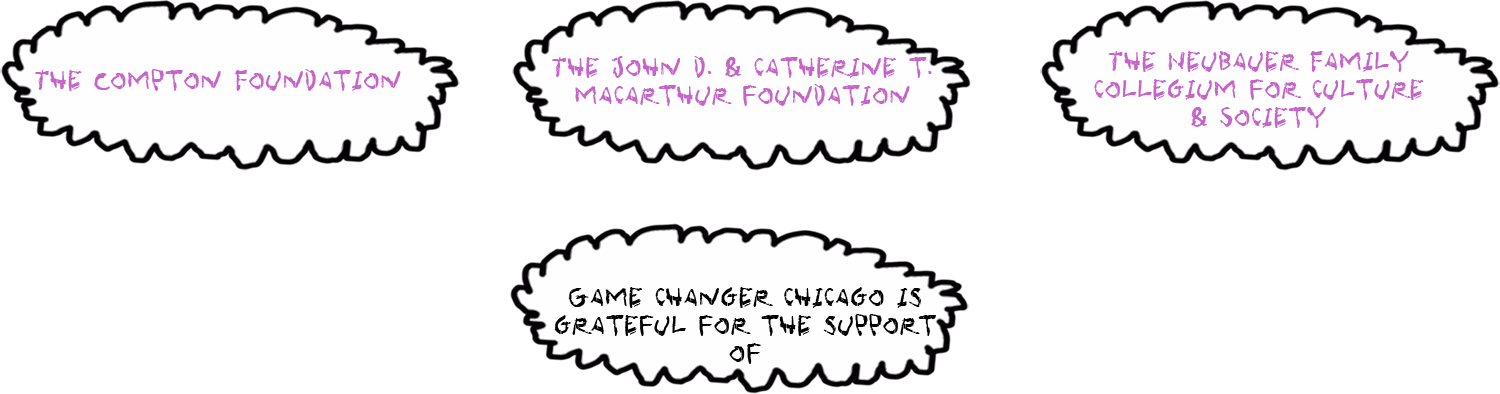 THE COMPTON FOUNDATION
THE JOHN D. & CATHERINE T.
MACARTHUR FOUNDATION
THE NEUBAUER FAMILY
COLLEGIUM FOR CULTURE
& SOCIETY
GAME CHANGER CHICAGO IS
GRATEFUL FOR THE SUPPORT
OF